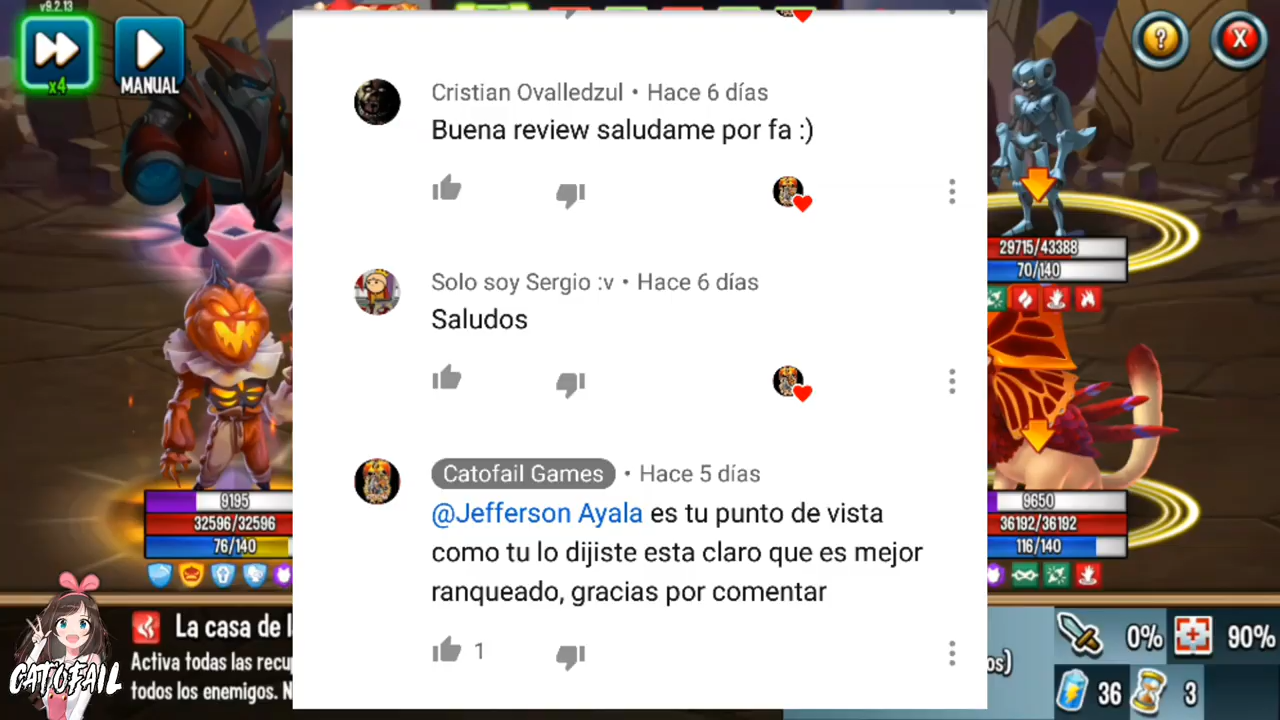 v9.2.13
x4
MANUAL
Cristian Ovalledzul • Hace 6 días
Buena review saludame por fa :)
Solo soy Sergio :v • Hace 6 días
Saludos
Catofail Games • Hace 5 días
@Jefferson Ayala es tu punto de vista
como tu lo dijiste esta claro que es mejor
ranqueado, gracias por comentar
1
?
X
29715/43388
70/140
9195
32596/32596
76/140
9650
36192/36192
116/140
La casa de l
Activa todas las recu
todos los enemigos. N
os)
0%
90%
36
3
CATOFAIL